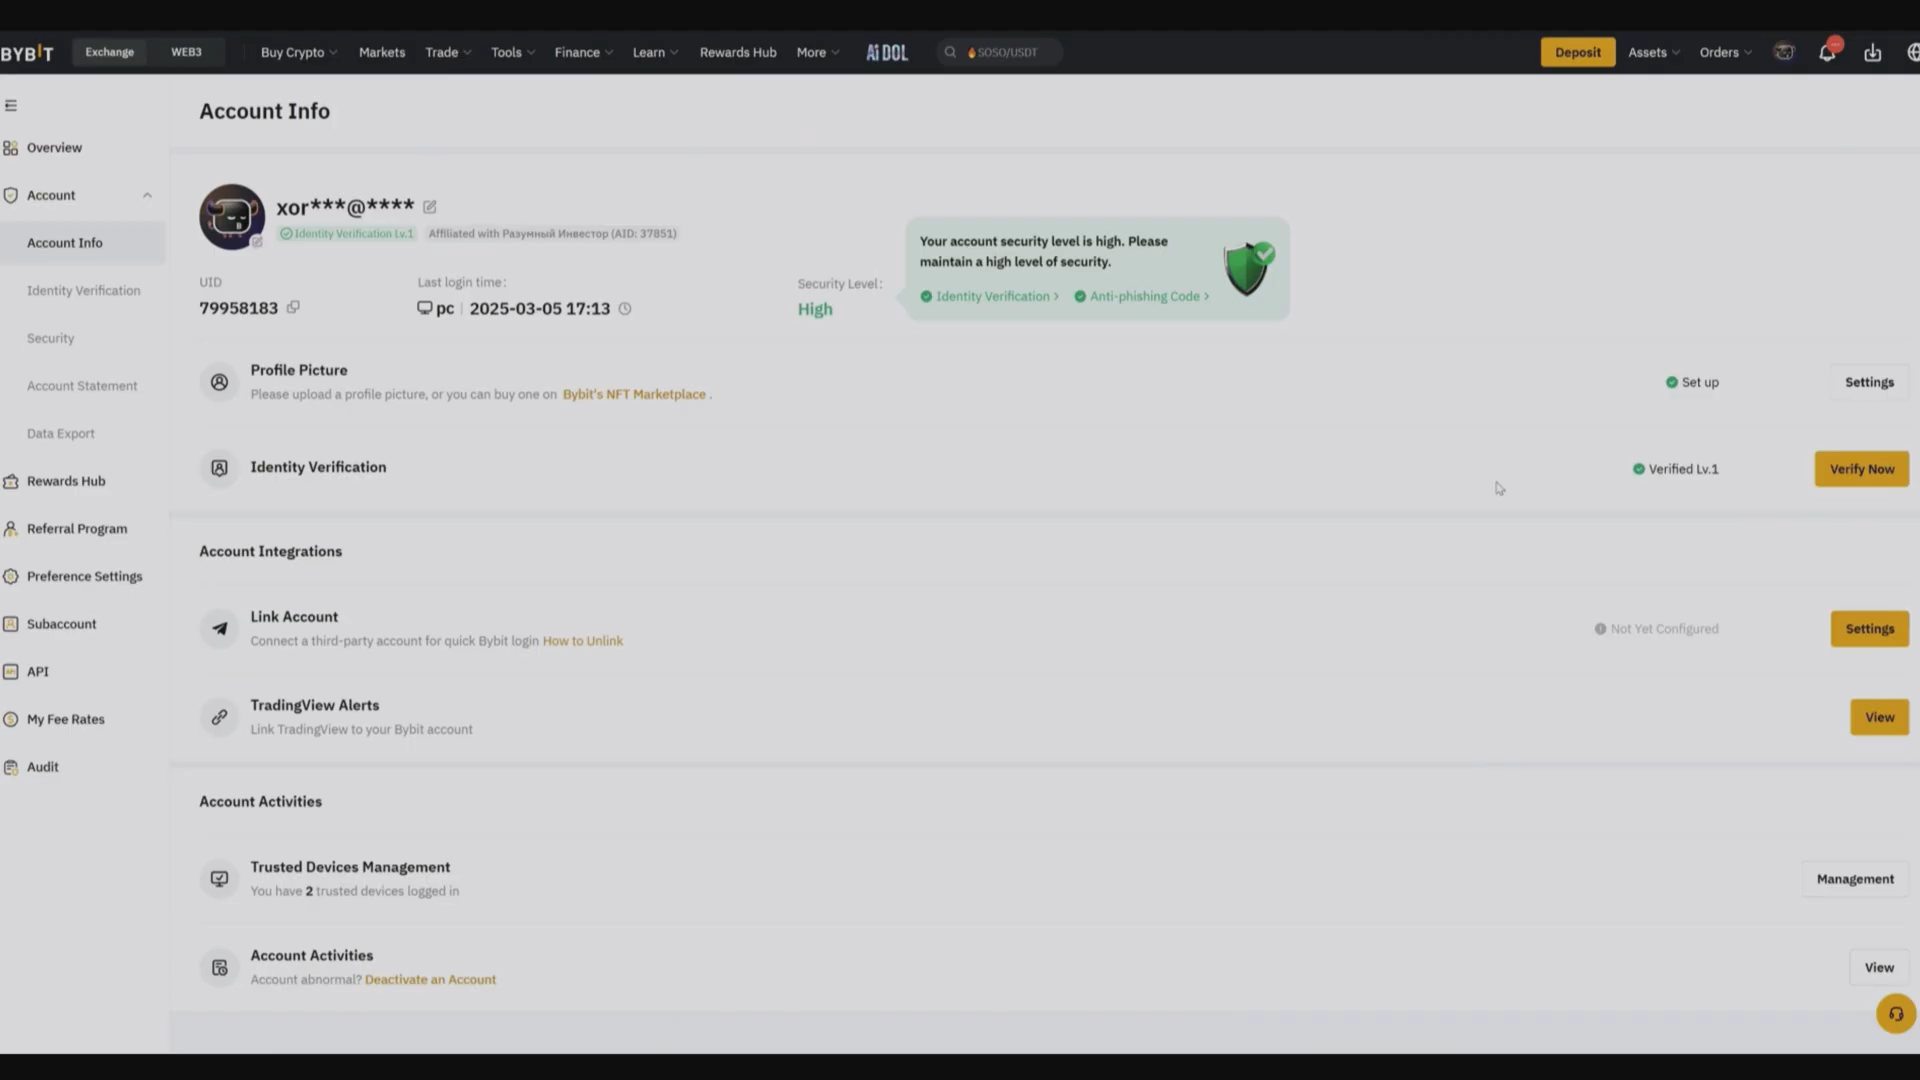 BYBIT
Exchange
WEB3
Buy Crypto
Markets
Trade
Tools
Finance
Learn
Rewards Hub
More
AiDOL
SOSO/USDT
Deposit
Assets
Orders
Overview
Account
Account Info
Identity Verification
Security
Account Statement
Data Export
Rewards Hub
Referral Program
Preference Settings
Subaccount
API
My Fee Rates
Audit
Account Info
xor***@****
Identity Verification Lv.1
Affiliated with Разумный Инвестор (AID: 37851)
UID
79958183
Last login time:
pc | 2025-03-05 17:13
Security Level:
High
Your account security level is high. Please
maintain a high level of security.
Identity Verification >
Anti-phishing Code >
Profile Picture
Please upload a profile picture, or you can buy one on Bybit's NFT Marketplace .
Set up
Settings
Identity Verification
Verified Lv.1
Verify Now
Account Integrations
Link Account
Connect a third-party account for quick Bybit login How to Unlink
Not Yet Configured
Settings
TradingView Alerts
Link TradingView to your Bybit account
View
Account Activities
Trusted Devices Management
You have 2 trusted devices logged in
Management
Account Activities
Account abnormal? Deactivate an Account
View